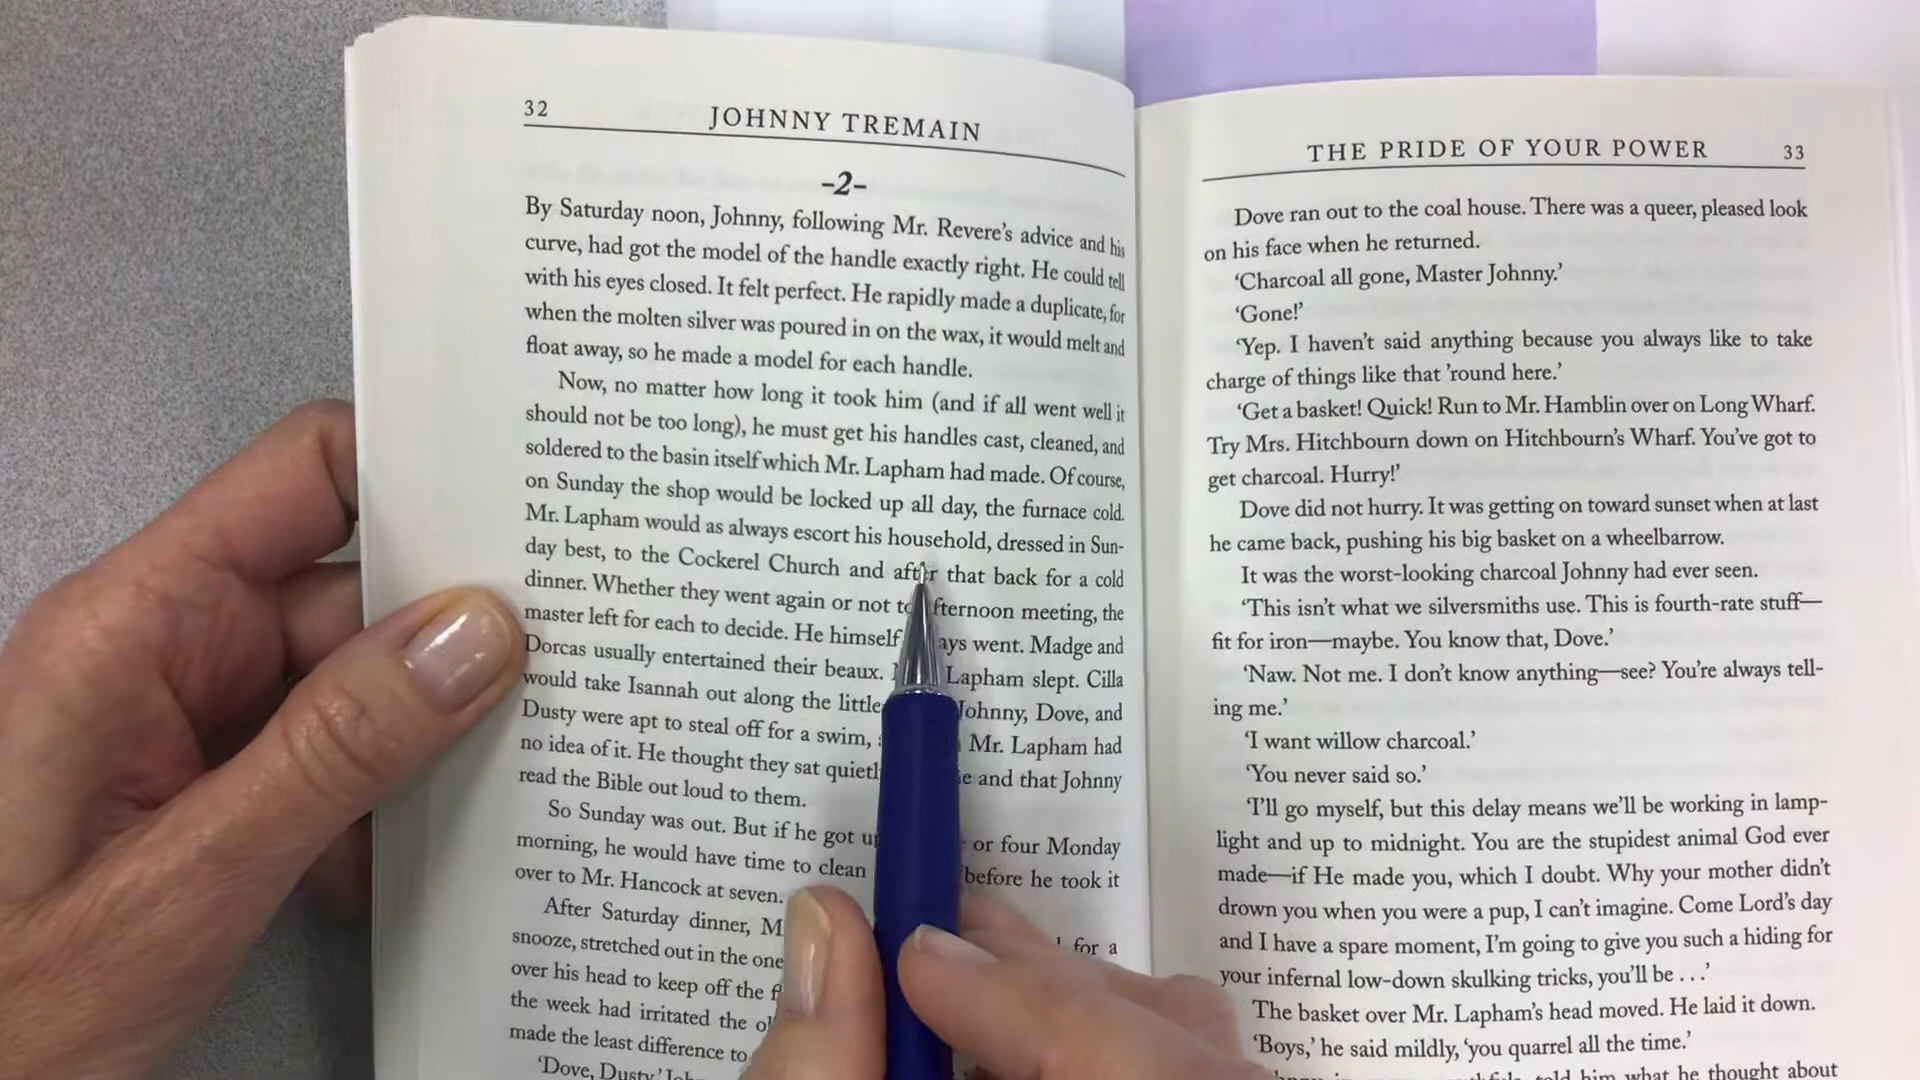 32
JOHNNY TREMAIN
-2-
By Saturday noon, Johnny, following Mr. Revere's advice and his
curve, had got the model of the handle exactly right. He could tell
with his eyes closed. It felt perfect. He rapidly made a duplicate, for
when the molten silver was poured in on the wax, it would melt and
float away, so he made a model for each handle.
Now, no matter how long it took him (and if all went well it
should not be too long), he must get his handles cast, cleaned, and
soldered to the basin itself which Mr. Lapham had made. Of course,
on Sunday the shop would be locked up all day, the furnace cold.
Mr. Lapham would as always escort his household, dressed in Sun-
day best, to the Cockerel Church and after that back for a cold
dinner. Whether they went again or not to afternoon meeting, the
master left for each to decide. He himself always went. Madge and
Dorcas usually entertained their beaux. Lapham slept. Cilla
would take Isannah out along the little Johnny, Dove, and
Dusty were apt to steal off for a swim, Mr. Lapham had
no idea of it. He thought they sat and that Johnny
read the Bible out loud to them.
So Sunday was out. But if he got or four Monday
morning, he would have time to clean before he took it
over to Mr. Hancock at seven.
After Saturday dinner, for a
snooze, stretched out in the one
over his head to keep off the
the week had irritated the
made the least difference to
'Dove, Dusty,'
THE PRIDE OF YOUR POWER
33
Dove ran out to the coal house. There was a queer, pleased look
on his face when he returned.
'Charcoal all gone, Master Johnny.'
'Gone!'
'Yep. I haven't said anything because you always like to take
charge of things like that 'round here.'
'Get a basket! Quick! Run to Mr. Hamblin over on Long Wharf.
Try Mrs. Hitchbourn down on Hitchbourn's Wharf. You've got to
get charcoal. Hurry!'
Dove did not hurry. It was getting on toward sunset when at last
he came back, pushing his big basket on a wheelbarrow.
It was the worst-looking charcoal Johnny had ever seen.
'This isn't what we silversmiths use. This is fourth-rate stuff—
fit for iron—maybe. You know that, Dove.'
'Naw. Not me. I don't know anything—see? You're always tell-
ing me.'
'I want willow charcoal.'
'You never said so.'
'I'll go myself, but this delay means we'll be working in lamp-
light and up to midnight. You are the stupidest animal God ever
made—if He made you, which I doubt. Why your mother didn't
drown you when you were a pup, I can't imagine. Come Lord's day
and I have a spare moment, I'm going to give you such a hiding for
your infernal low-down skulking tricks, you'll be . . .'
The basket over Mr. Lapham's head moved. He laid it down.
'Boys,' he said mildly, 'you quarrel all the time.'
told him what he thought about